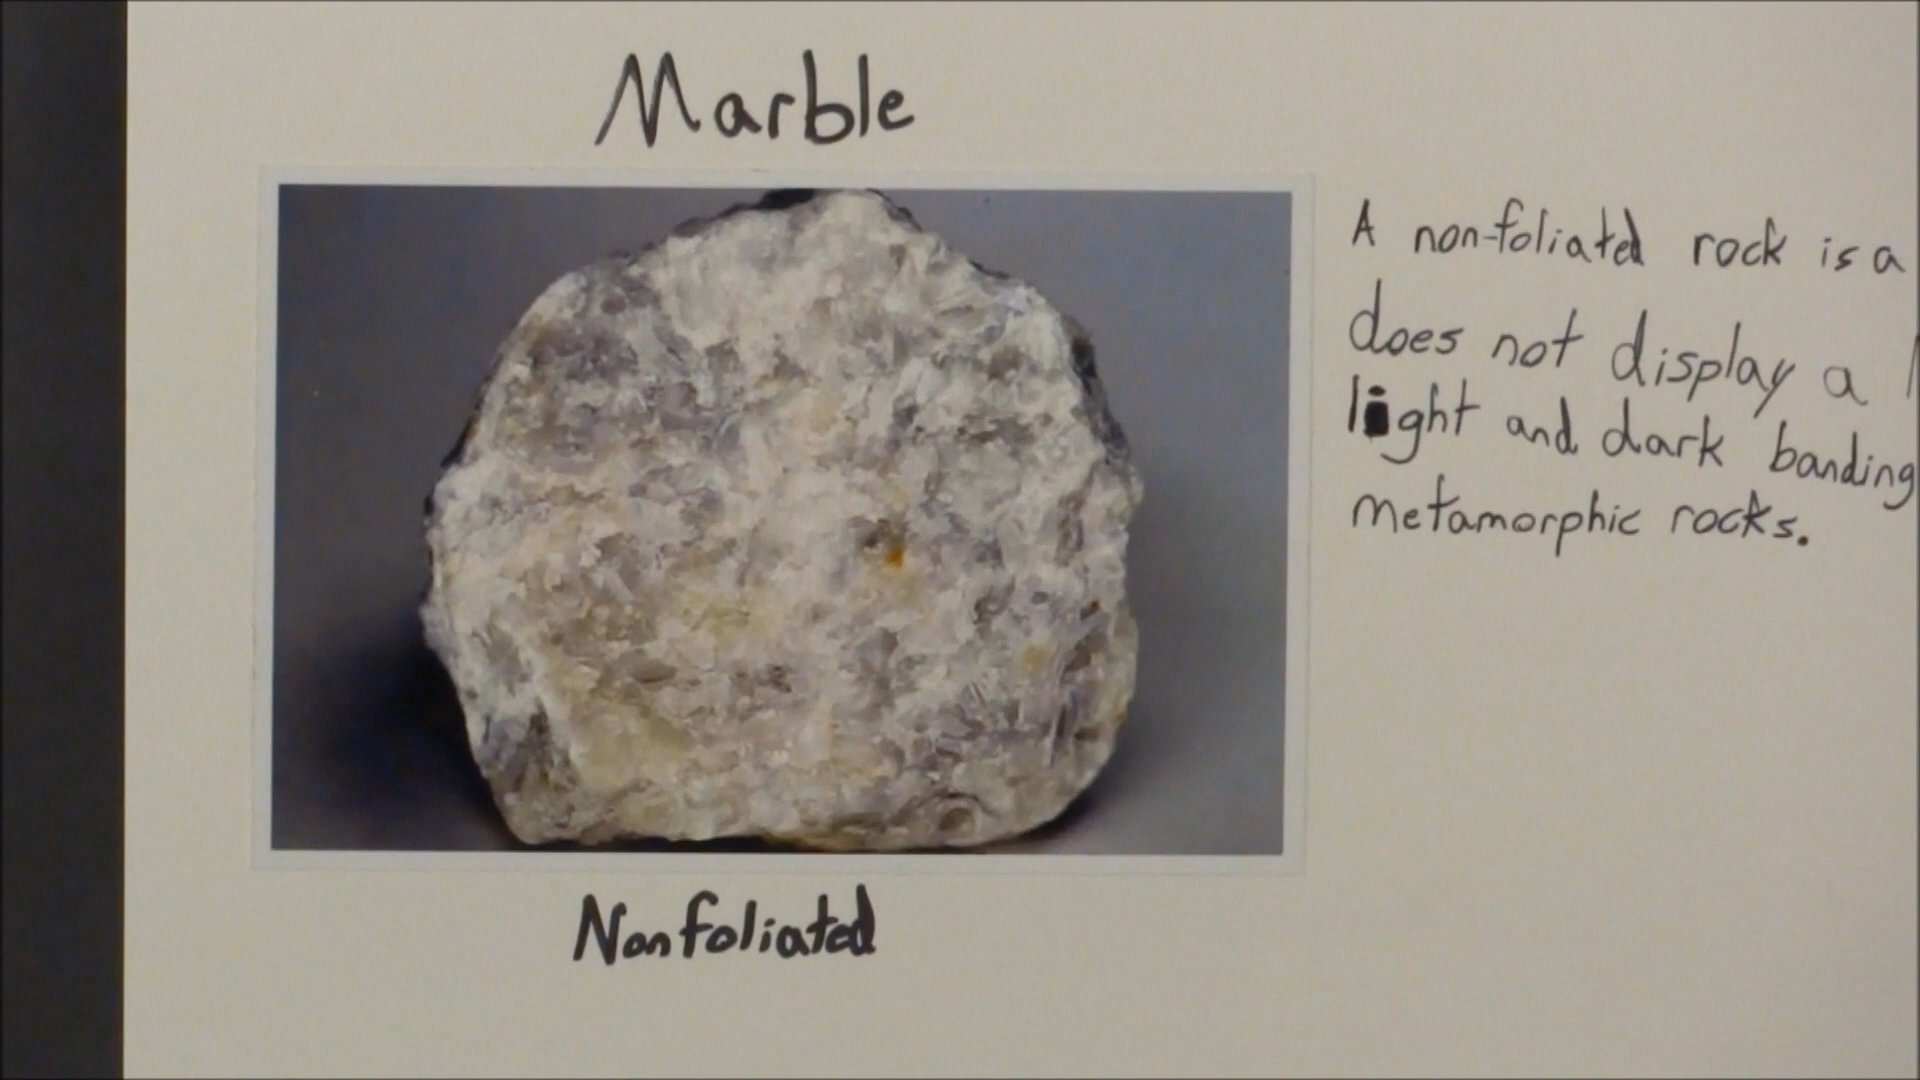 Marble
A non-foliated rock is a
does not display a
light and dark banding
metamorphic rocks.
Nonfoliated